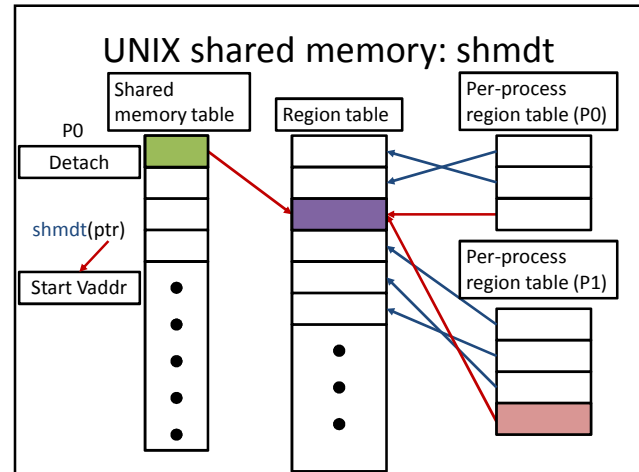 UNIX shared memory: shmdt
Shared
memory table
Region table
Per-process
region table (P0)
P0
Detach
shmdt(ptr)
Start Vaddr
Per-process
region table (P1)